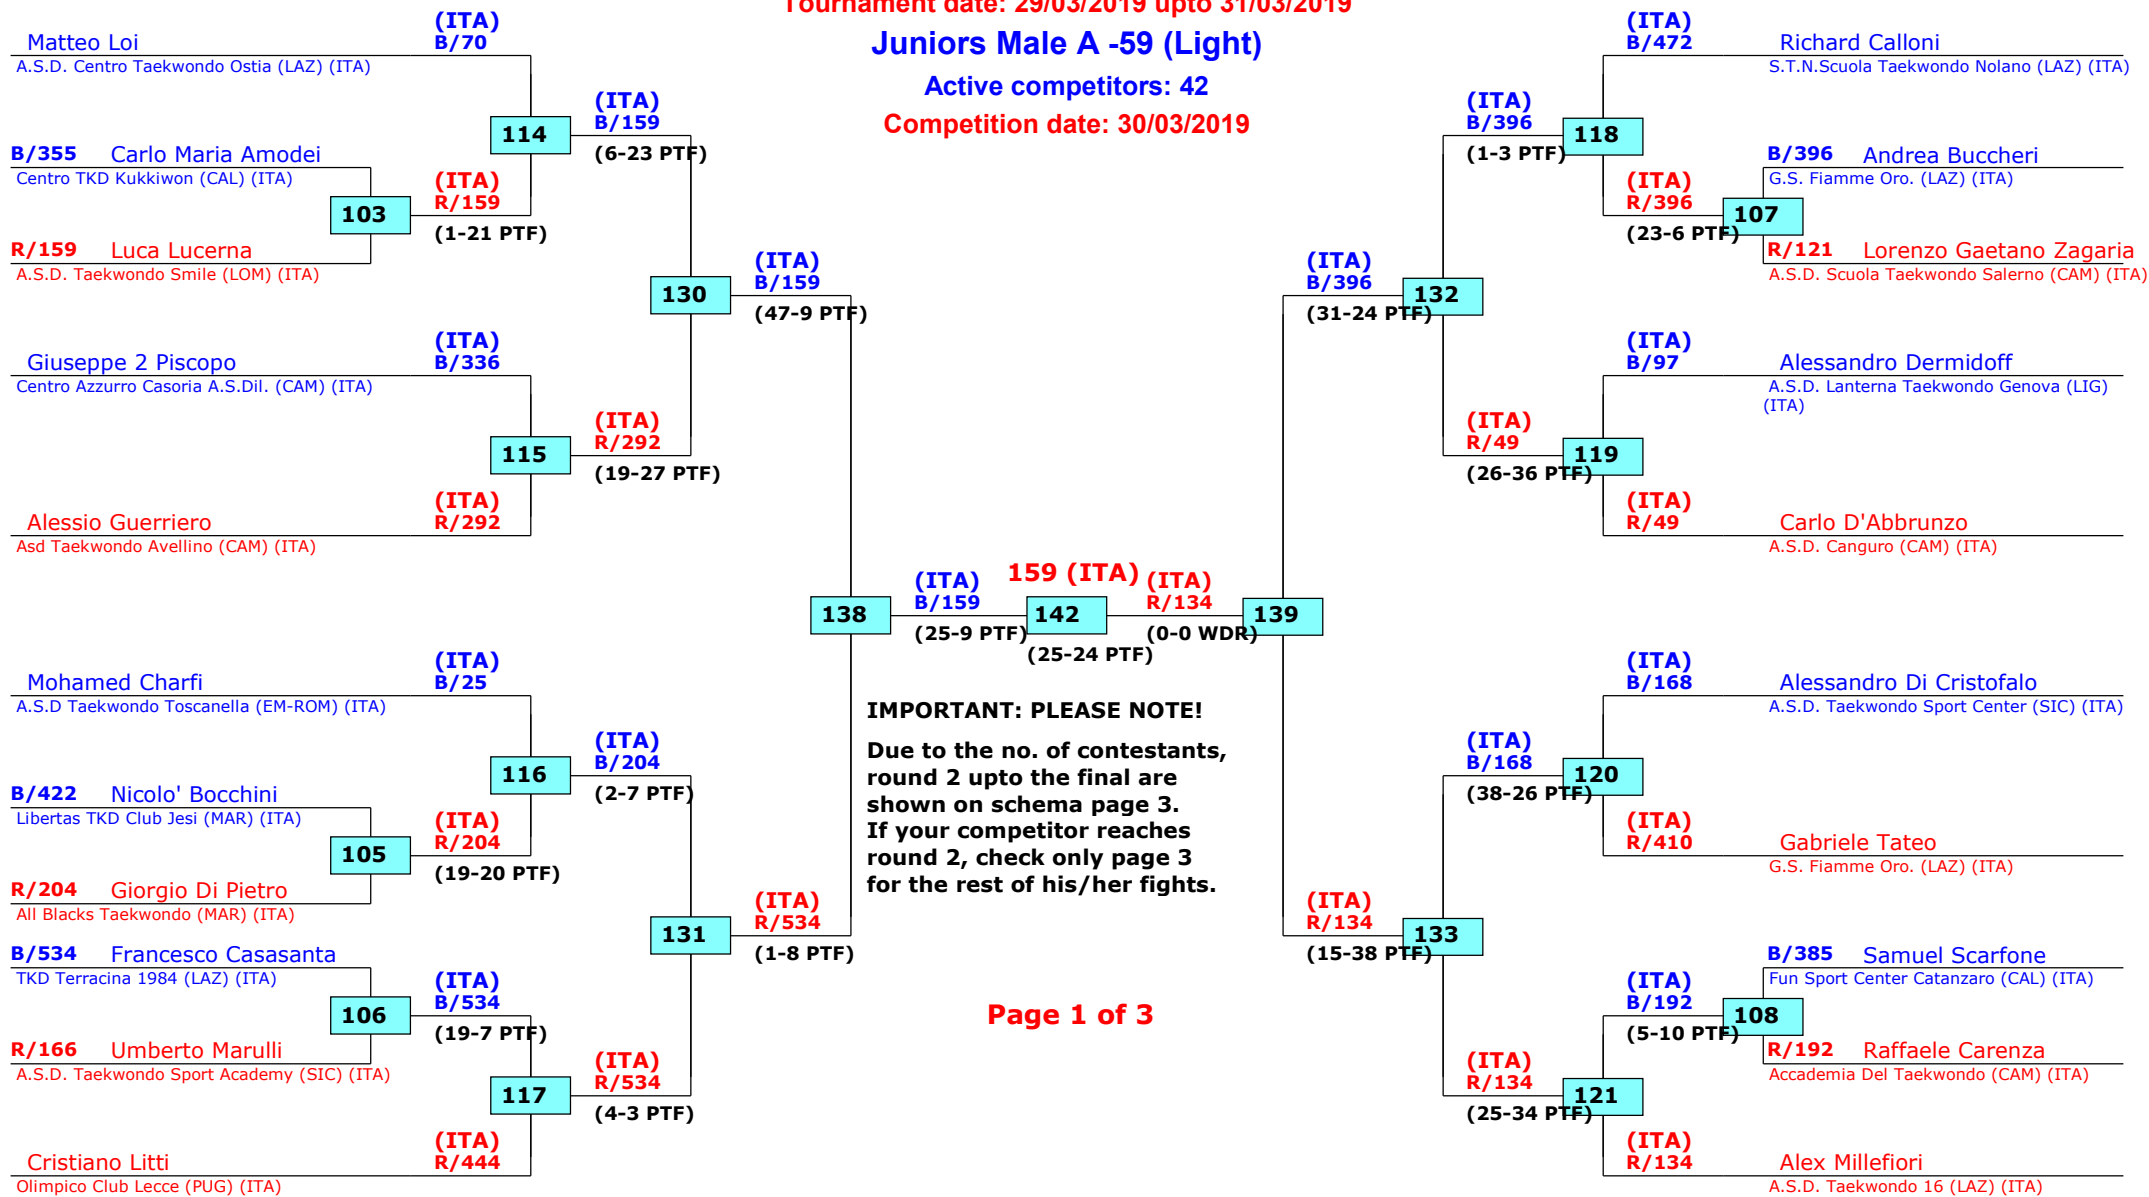 Tournament date: 29/03/2019 upto 31/03/2019
Juniors Male A -59 (Light)
Active competitors: 42
Competition date: 30/03/2019
(ITA)
B/70
Matteo Loi
A.S.D. Centro Taekwondo Ostia (LAZ) (ITA)
114
(ITA)
B/159
(6-23 PTF)
B/355 Carlo Maria Amodei
Centro TKD Kukkiwon (CAL) (ITA)
103
(ITA)
R/159
(1-21 PTF)
R/159 Luca Lucerna
A.S.D. Taekwondo Smile (LOM) (ITA)
130
(ITA)
B/159
(47-9 PTF)
(ITA)
B/336
Giuseppe 2 Piscopo
Centro Azzurro Casoria A.S.Dil. (CAM) (ITA)
115
(ITA)
R/292
(19-27 PTF)
(ITA)
R/292
Alessio Guerriero
Asd Taekwondo Avellino (CAM) (ITA)
138
(ITA)
B/159
(25-9 PTF)
159 (ITA)
142
(25-24 PTF)
(ITA)
R/134
(0-0 WDR)
139
(ITA)
B/25
Mohamed Charfi
A.S.D Taekwondo Toscanella (EM-ROM) (ITA)
116
(ITA)
B/204
(2-7 PTF)
B/422 Nicolo' Bocchini
Libertas TKD Club Jesi (MAR) (ITA)
105
(ITA)
R/204
(19-20 PTF)
R/204 Giorgio Di Pietro
All Blacks Taekwondo (MAR) (ITA)
131
(ITA)
R/534
(1-8 PTF)
B/534 Francesco Casasanta
TKD Terracina 1984 (LAZ) (ITA)
106
(ITA)
B/534
(19-7 PTF)
R/166 Umberto Marulli
A.S.D. Taekwondo Sport Academy (SIC) (ITA)
117
(ITA)
R/534
(4-3 PTF)
(ITA)
R/444
Cristiano Litti
Olimpico Club Lecce (PUG) (ITA)
IMPORTANT: PLEASE NOTE!
Due to the no. of contestants,
round 2 upto the final are
shown on schema page 3.
If your competitor reaches
round 2, check only page 3
for the rest of his/her fights.
Page 1 of 3
(ITA)
B/472
Richard Calloni
S.T.N.Scuola Taekwondo Nolano (LAZ) (ITA)
(ITA)
B/396
(1-3 PTF)
118
B/396 Andrea Buccheri
G.S. Fiamme Oro. (LAZ) (ITA)
(ITA)
R/396
(23-6 PTF)
107
R/121 Lorenzo Gaetano Zagaria
A.S.D. Scuola Taekwondo Salerno (CAM) (ITA)
(ITA)
B/396
(31-24 PTF)
132
(ITA)
B/97
Alessandro Dermidoff
A.S.D. Lanterna Taekwondo Genova (LIG)
(ITA)
(ITA)
R/49
(26-36 PTF)
119
(ITA)
R/49
Carlo D'Abbrunzo
A.S.D. Canguro (CAM) (ITA)
(ITA)
B/168
Alessandro Di Cristofalo
A.S.D. Taekwondo Sport Center (SIC) (ITA)
(ITA)
B/168
(38-26 PTF)
120
(ITA)
R/410
Gabriele Tateo
G.S. Fiamme Oro. (LAZ) (ITA)
(ITA)
R/134
(15-38 PTF)
133
B/385 Samuel Scarfone
Fun Sport Center Catanzaro (CAL) (ITA)
(ITA)
B/192
(5-10 PTF)
108
R/192 Raffaele Carenza
Accademia Del Taekwondo (CAM) (ITA)
(ITA)
R/134
(25-34 PTF)
121
(ITA)
R/134
Alex Millefiori
A.S.D. Taekwondo 16 (LAZ) (ITA)